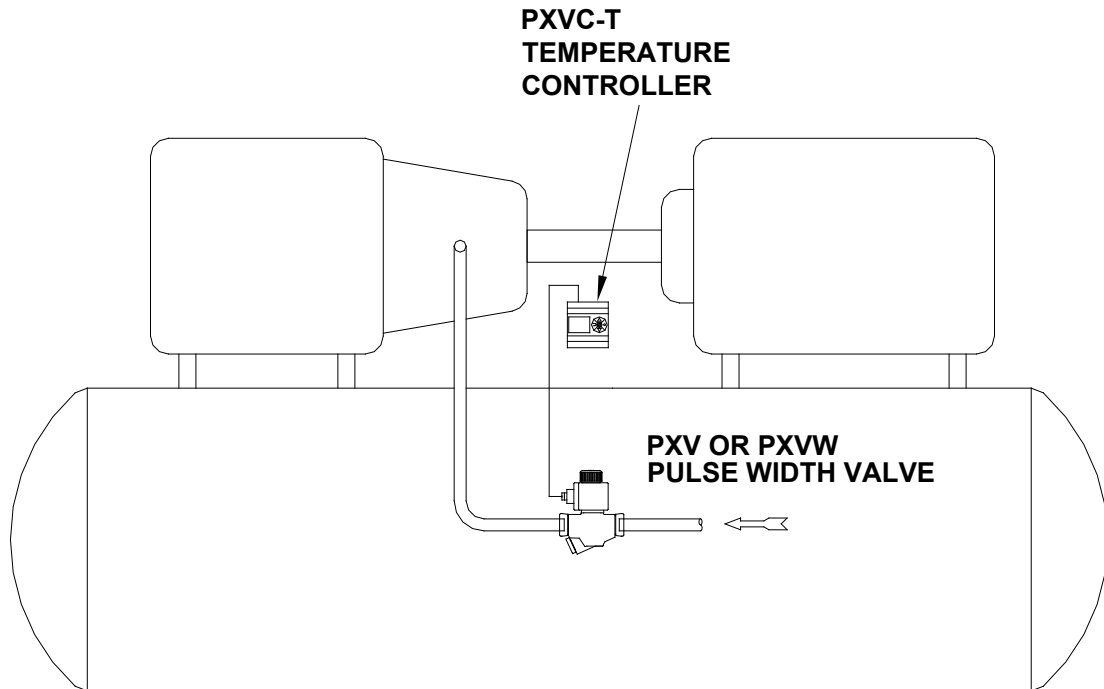 PXVC-T
TEMPERATURE
CONTROLLER
PXV OR PXVW
PULSE WIDTH VALVE